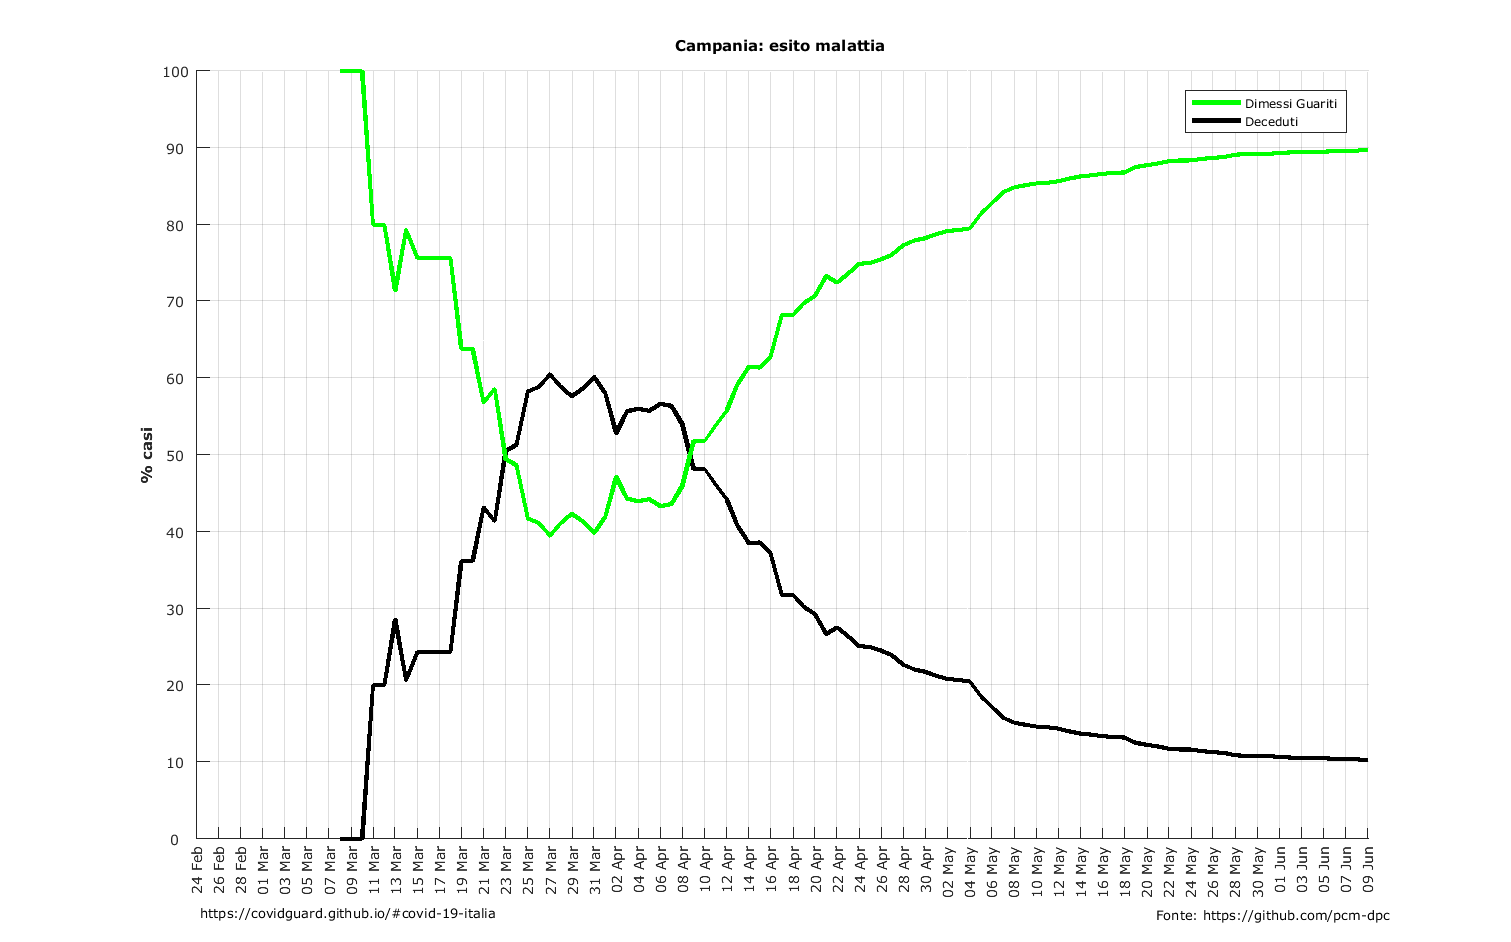 Campania: esito malattia
100
90
80
70
60
50
40
30
20
10
0
% casi
Dimessi Guariti
Deceduti
24 Feb
26 Feb
28 Feb
01 Mar
03 Mar
05 Mar
07 Mar
09 Mar
11 Mar
13 Mar
15 Mar
17 Mar
19 Mar
21 Mar
23 Mar
25 Mar
27 Mar
29 Mar
31 Mar
02 Apr
04 Apr
06 Apr
08 Apr
10 Apr
12 Apr
14 Apr
16 Apr
18 Apr
20 Apr
22 Apr
24 Apr
26 Apr
28 Apr
30 Apr
02 May
04 May
06 May
08 May
10 May
12 May
14 May
16 May
18 May
20 May
22 May
24 May
26 May
28 May
30 May
01 Jun
03 Jun
05 Jun
07 Jun
09 Jun
https://covidguard.github.io/#covid-19-italia
Fonte: https://github.com/pcm-dpc